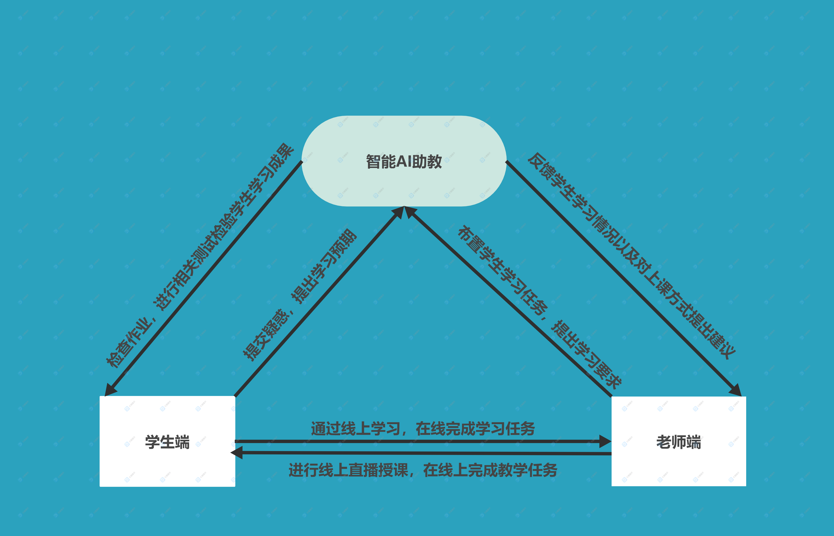 智能AI助教
检查作业，进行相关测试检验学生学习成果
提交疑惑，提出学习预期
布置学生学习任务，提出学习要求
反馈学生学习情况以及对上课方式提出建议
学生端
通过线上学习，在线完成学习任务
进行线上直播授课，在线上完成教学任务
老师端